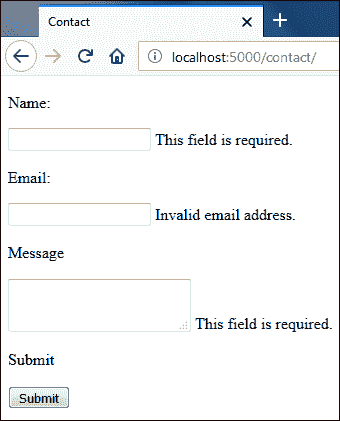 Contact
localhost:5000/contact/
Name:
This field is required.
Email:
Invalid email address.
Message
This field is required.
Submit
Submit